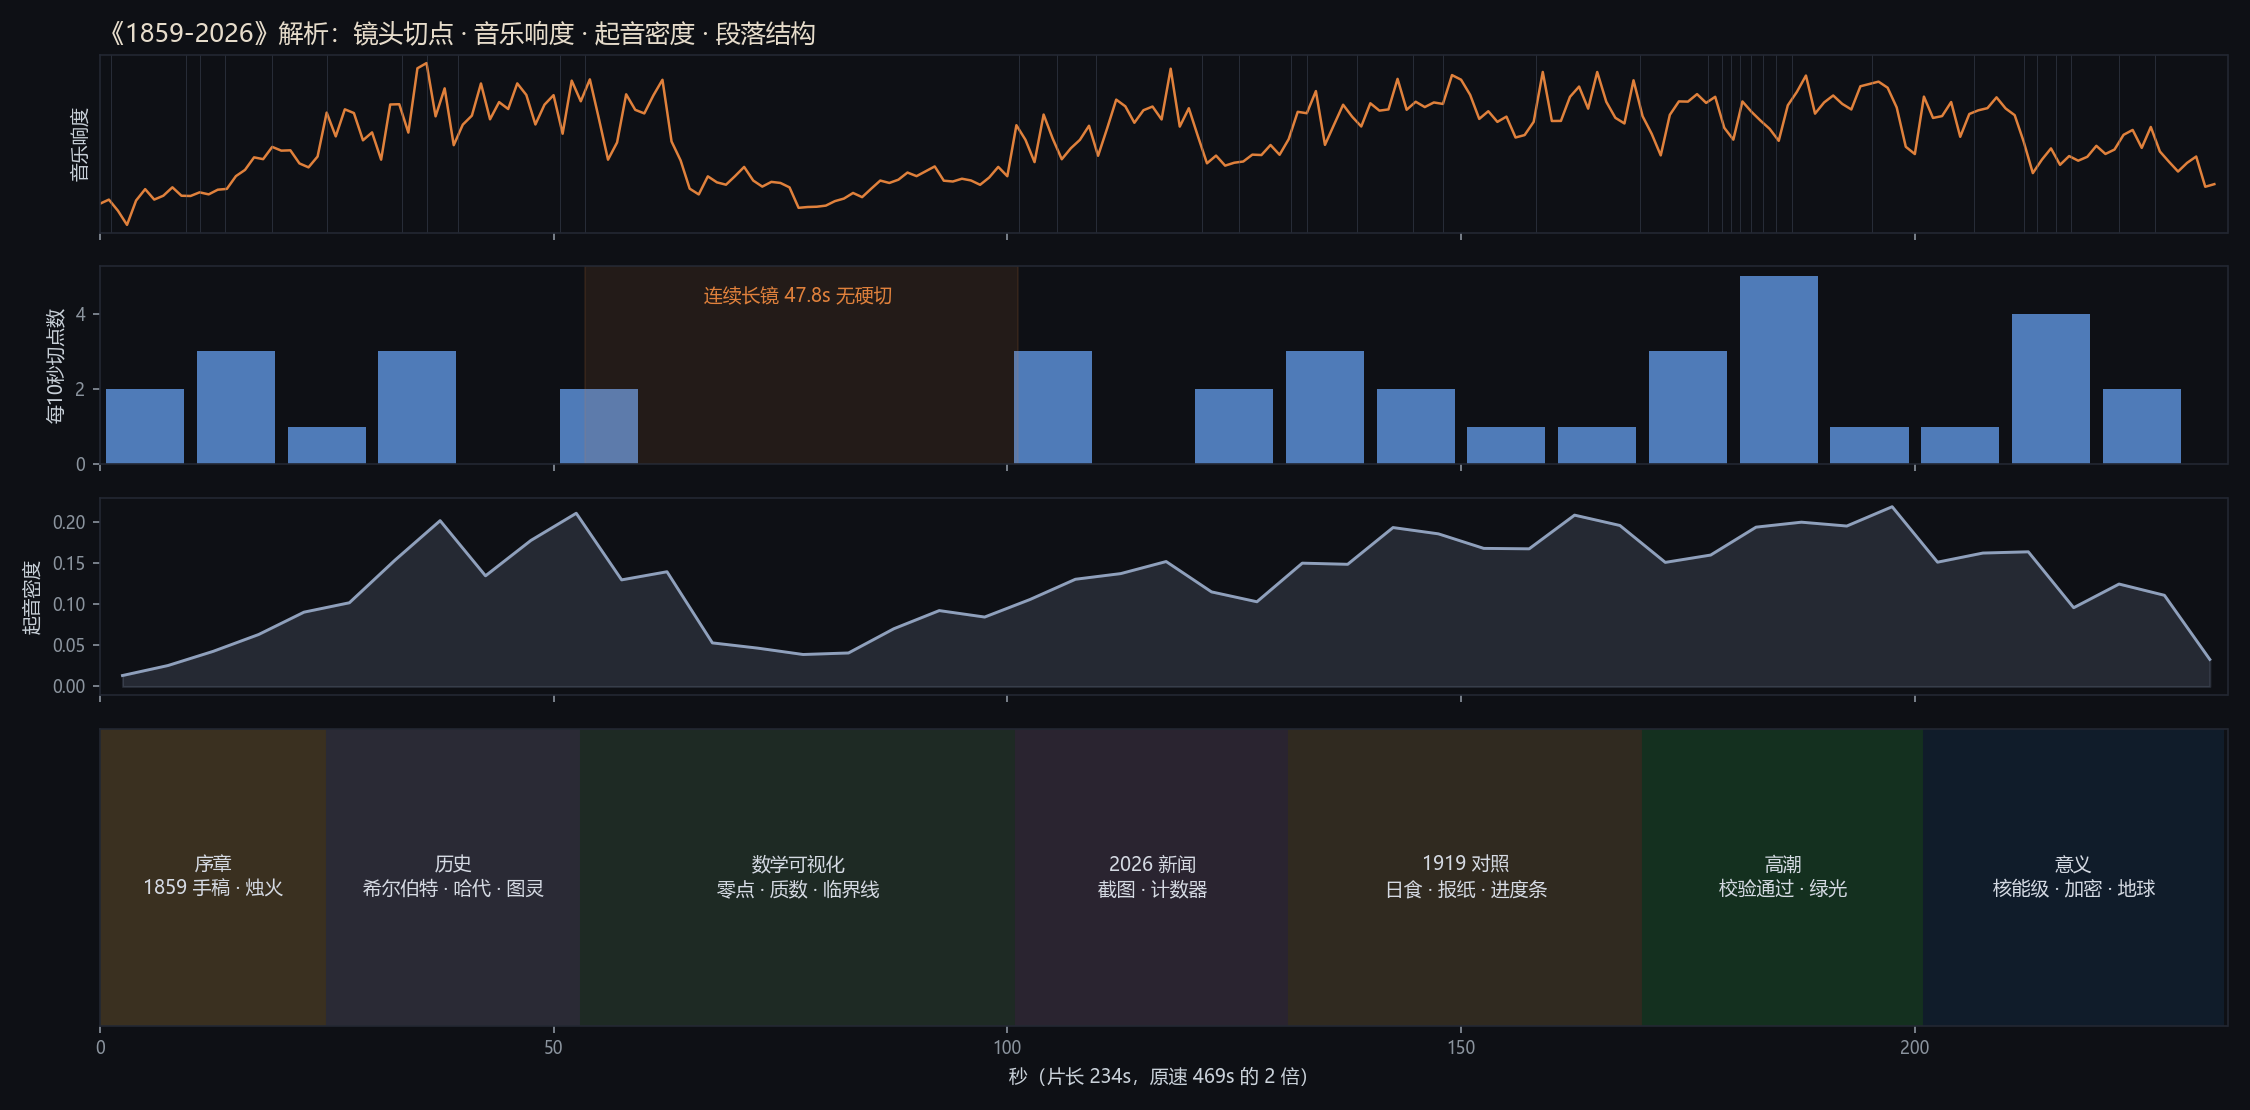 《1859-2026》解析：镜头切点 · 音乐响度 · 起音密度 · 段落结构
音乐响度
每10秒切点数
4
2
0
连续长镜 47.8s 无硬切
起音密度
0.20
0.15
0.10
0.05
0.00
序章
1859 手稿 · 烛火
历史
希尔伯特 · 哈代 · 图灵
数学可视化
零点 · 质数 · 临界线
2026 新闻
截图 · 计数器
1919 对照
日食 · 报纸 · 进度条
高潮
校验通过 · 绿光
意义
核能级 · 加密 · 地球
0
50
100
150
200
秒（片长 234s，原速 469s 的 2 倍）